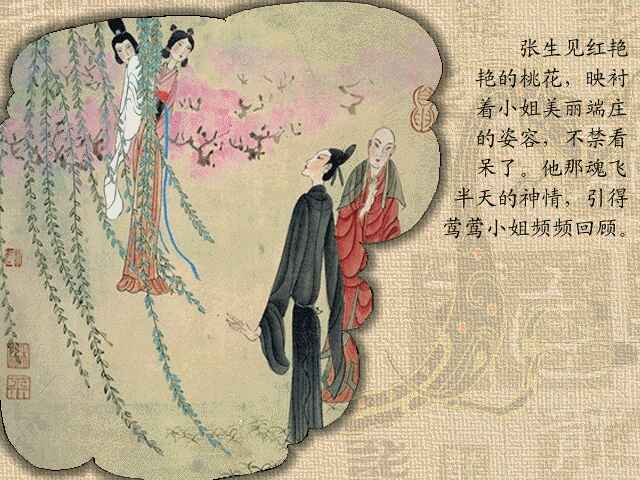 张生见红艳
艳的桃花，映衬
着小姐美丽端庄
的姿容，不禁看
呆了。他那魂飞
半天的神情，引得
莺莺小姐频频回顾。